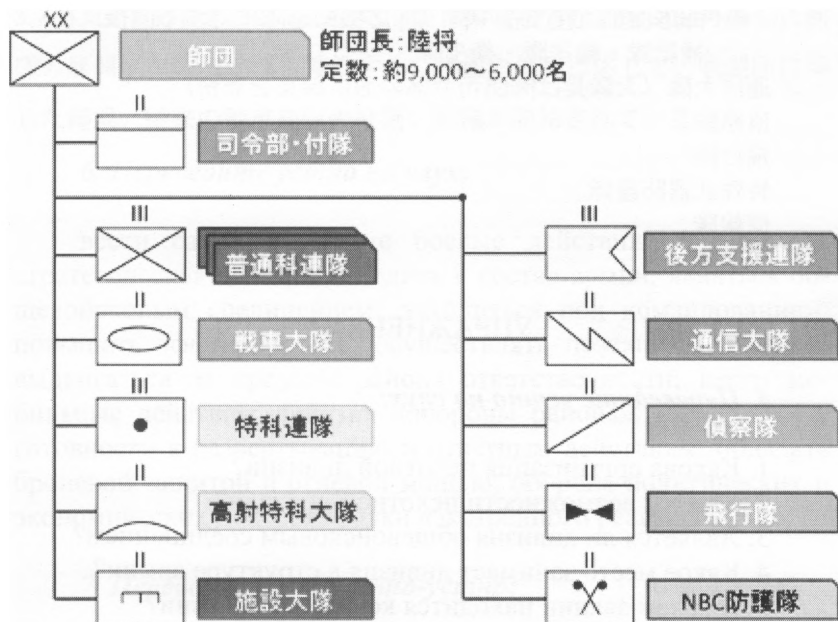 XX
師団
師団長：陸将
定数：約9,000〜6,000名
II
司令部・付隊
III
普通科連隊
II
戦車大隊
III
特科連隊
II
高射特科大隊
II
施設大隊
III
後方支援連隊
II
通信大隊
II
偵察隊
II
飛行隊
II
NBC防護隊